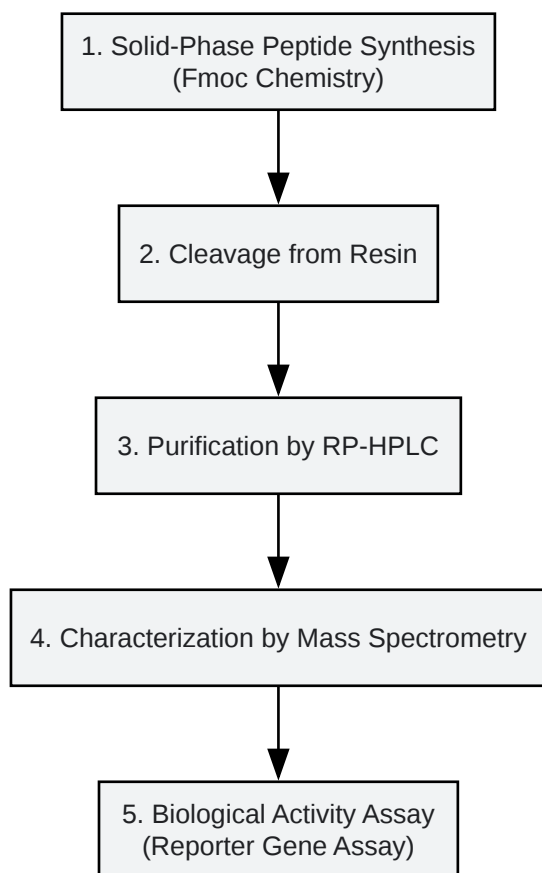 1. Solid-Phase Peptide Synthesis
(Fmoc Chemistry)
2. Cleavage from Resin
3. Purification by RP-HPLC
4. Characterization by Mass Spectrometry
5. Biological Activity Assay
(Reporter Gene Assay)